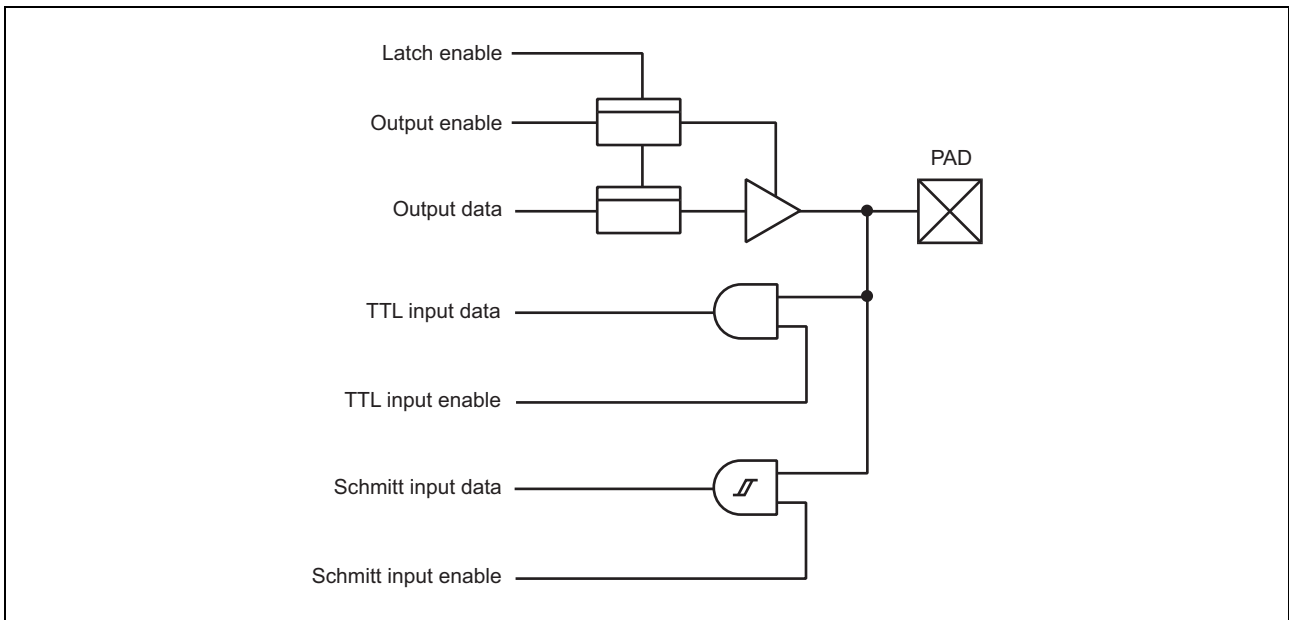 Latch enable
Output enable
PAD
Output data
TTL input data
TTL input enable
Schmitt input data
Schmitt input enable